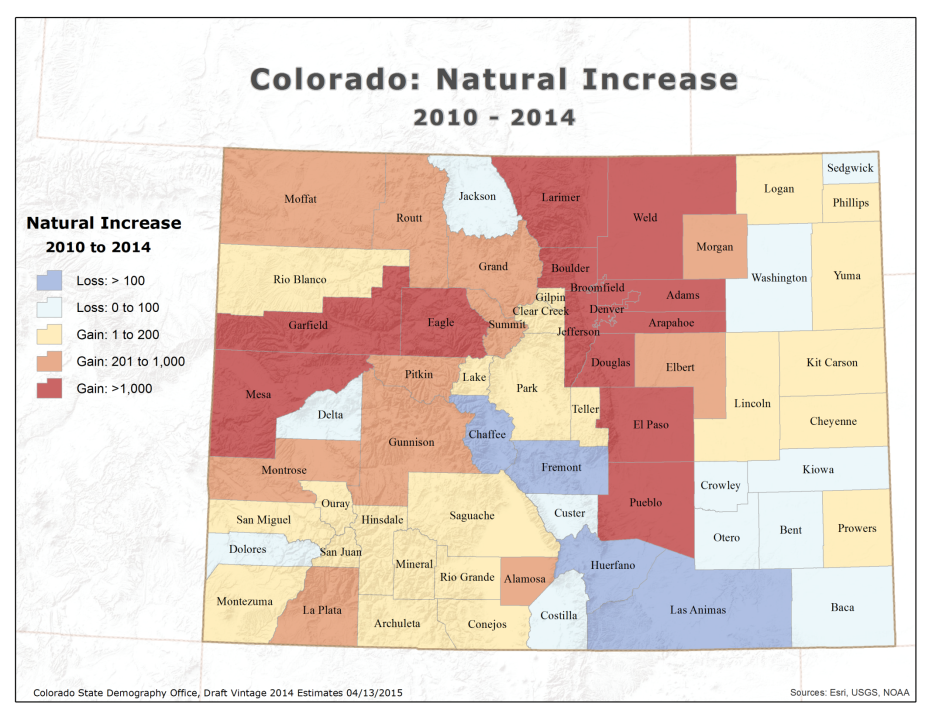 Colorado: Natural Increase
2010 - 2014
Natural Increase
2010 to 2014
Loss: > 100
Loss: 0 to 100
Gain: 1 to 200
Gain: 201 to 1,000
Gain: >1,000
Moffat
Routt
Jackson
Larimer
Weld
Logan
Sedgwick
Phillips
Morgan
Washington
Yuma
Rio Blanco
Grand
Boulder
Broomfield
Gilpin
Clear Creek
Denver
Adams
Arapahoe
Garfield
Eagle
Summit
Jefferson
Douglas
Elbert
Kit Carson
Mesa
Pitkin
Lake
Park
Teller
Lincoln
Cheyenne
Delta
Gunnison
Chaffee
El Paso
Montrose
Fremont
Kiowa
Crowley
Ouray
Hinsdale
Saguache
Custer
Pueblo
Otero
Bent
Prowers
San Miguel
Dolores
San Juan
Mineral
Rio Grande
Alamosa
Huerfano
Montezuma
La Plata
Archuleta
Conejos
Costilla
Las Animas
Baca
Colorado State Demography Office, Draft Vintage 2014 Estimates 04/13/2015
Sources: Esri, USGS, NOAA